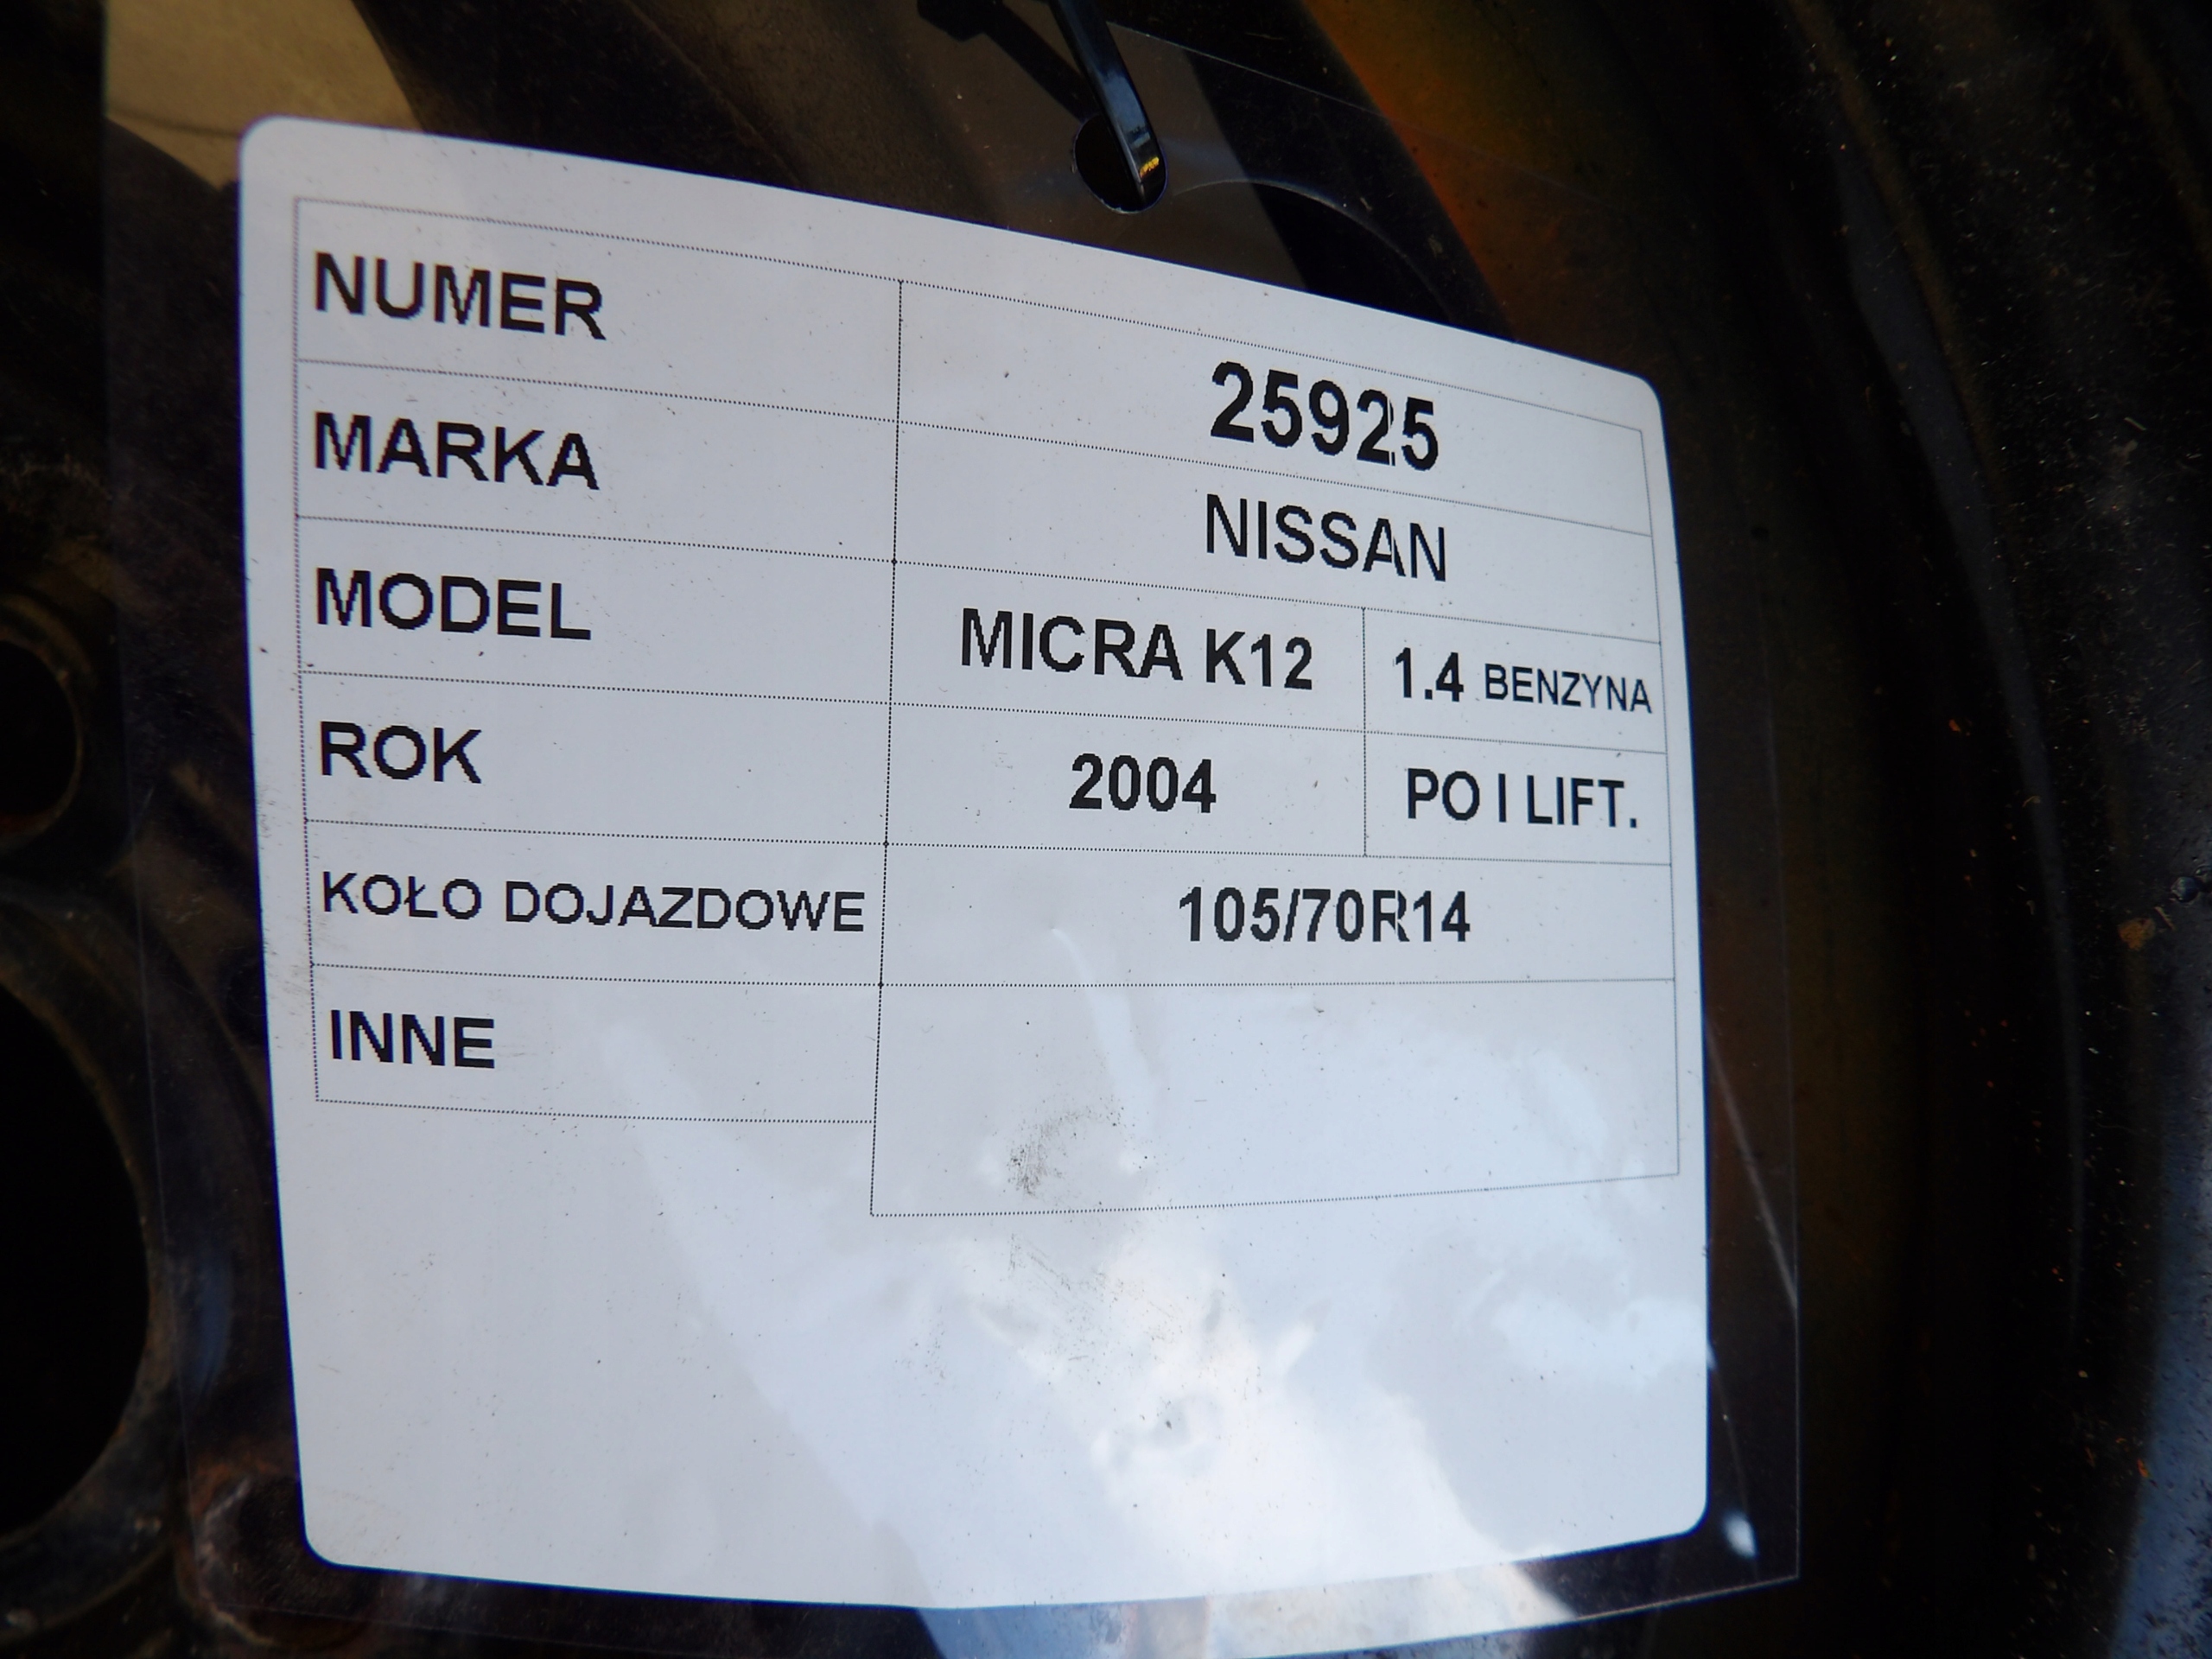 NUMER 25925
MARKA NISSAN
MODEL MICRA K12 1.4 BENZYNA
ROK 2004 PO I LIFT.
KOŁO DOJAZDOWE 105/70R14
INNE